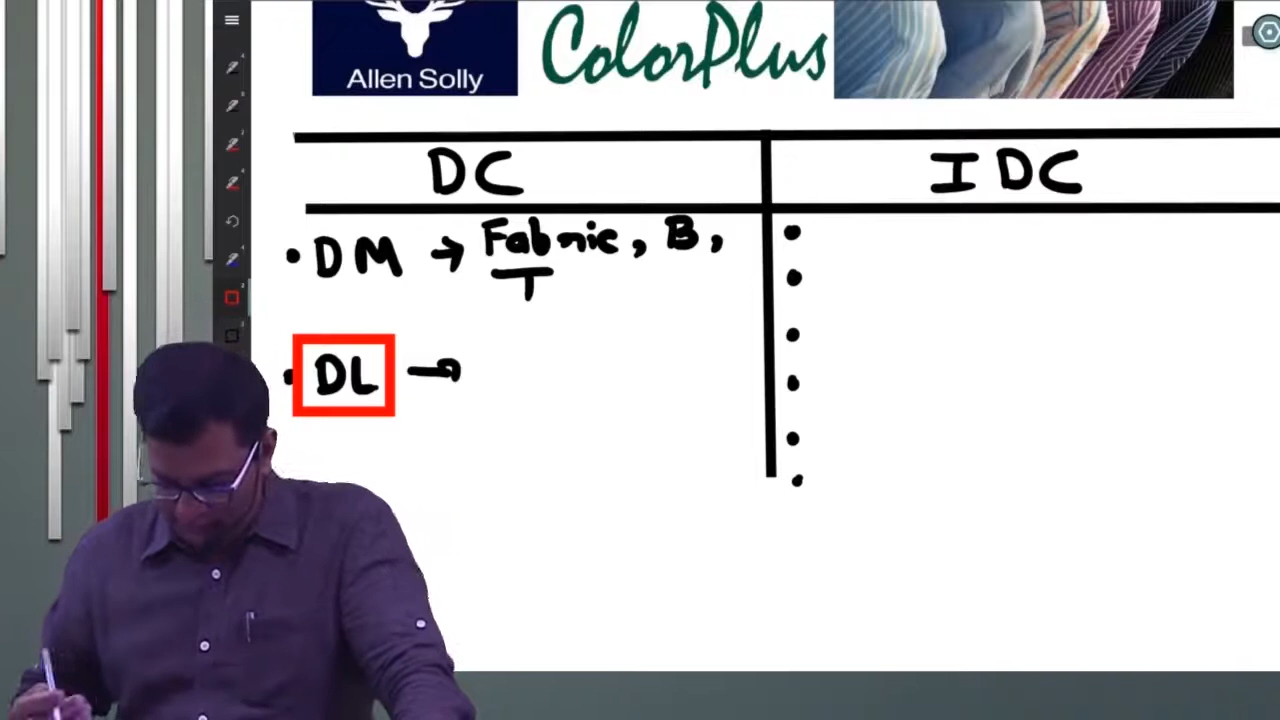 Allen Solly
ColorPlus
DC
IDC
• DM → Fabric, B,
T
• DL →
•
•
•
•
•
•